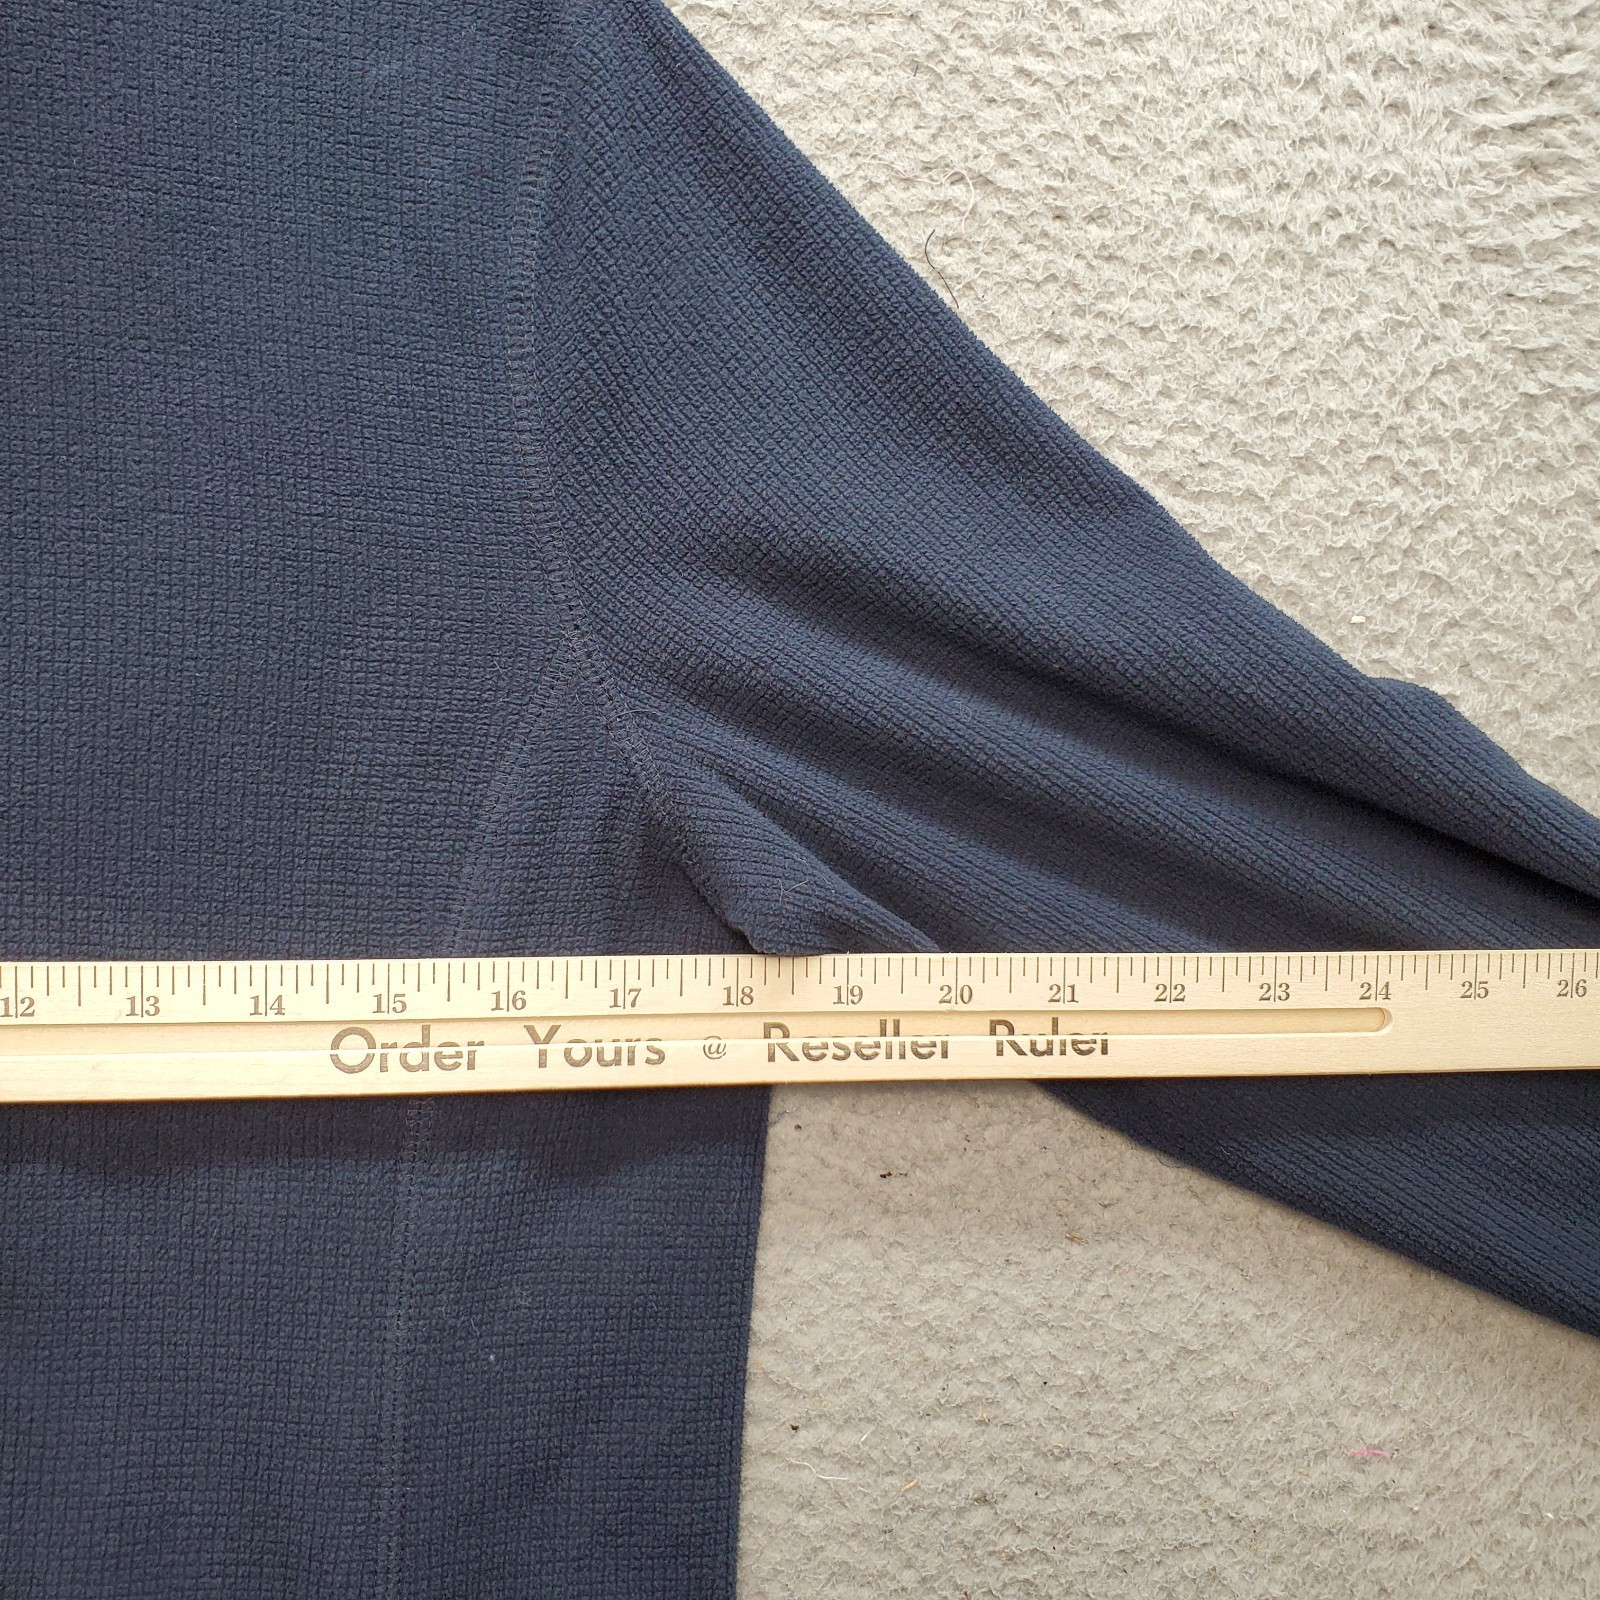 12 13 14 15 16 17 18 19 20 21 22 23 24 25 26
Order Yours @ Reseller Ruler